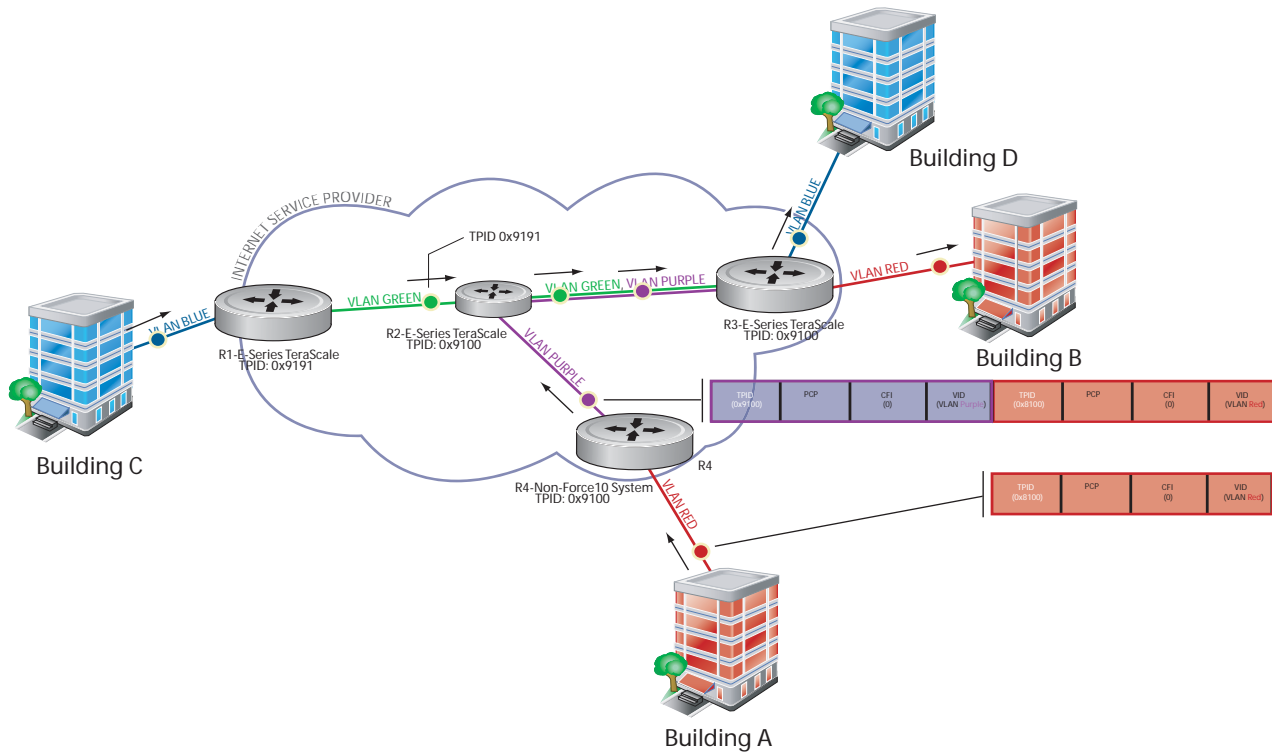 Building D
VLAN BLUE
INTERNET SERVICE PROVIDER
TPID 0x9191
Building B
VLAN RED
VLAN GREEN, VLAN PURPLE
VLAN GREEN
VLAN BLUE
R3-E-Series TeraScale
TPID: 0x9100
R2-E-Series TeraScale
TPID: 0x9100
R1-E-Series TeraScale
TPID: 0x9191
VLAN PURPLE
TPID
(0x9100)
PCP
CFI
(0)
VID
(VLAN Purple)
TPID
(0x8100)
PCP
CFI
(0)
VID
(VLAN Red)
Building C
R4
R4-Non-Force10 System
TPID: 0x9100
VLAN RED
TPID
(0x8100)
PCP
CFI
(0)
VID
(VLAN Red)
Building A